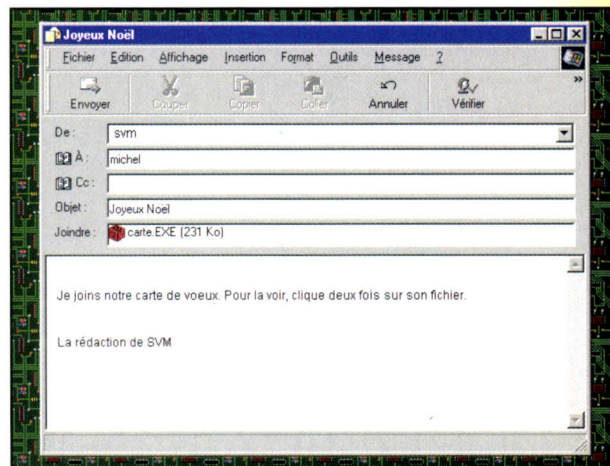 Joyeux Noël
Fichier Edition Affichage Insertion Format Outils Message ?
Envoyer Couper Copier Coller Annuler Vérifier »
De : svm
À : michel
Cc :
Objet : Joyeux Noël
Joindre : carte.EXE (231 Ko)
Je joins notre carte de voeux. Pour la voir, clique deux fois sur son fichier.
La rédaction de SVM